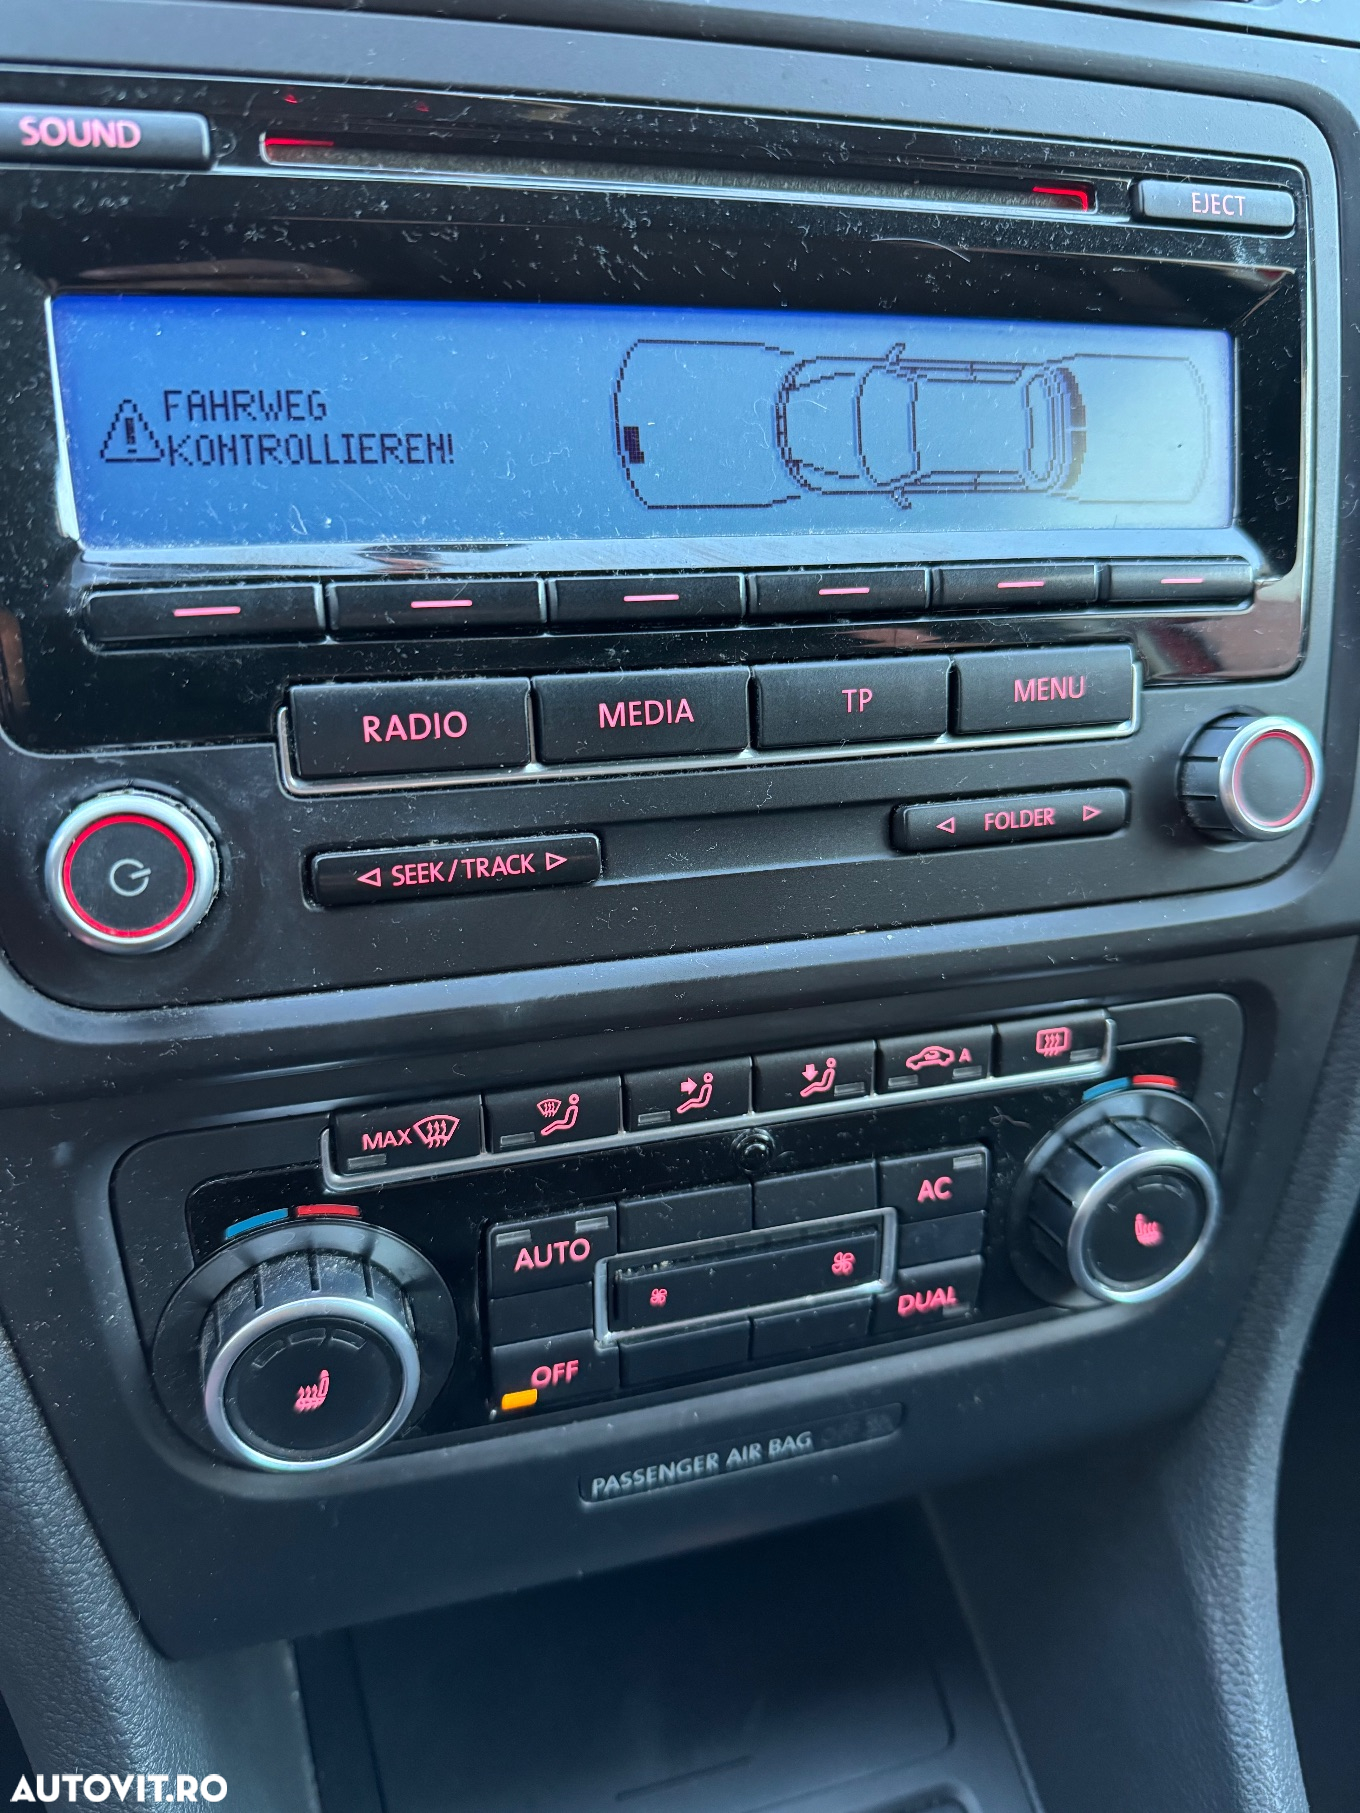 SOUND
EJECT
FAHRWEG
KONTROLLIEREN!
RADIO MEDIA TP MENU
SEEK / TRACK
FOLDER
MAX
A
AUTO
AC
OFF
DUAL
PASSENGER AIR BAG
AUTOVIT.RO